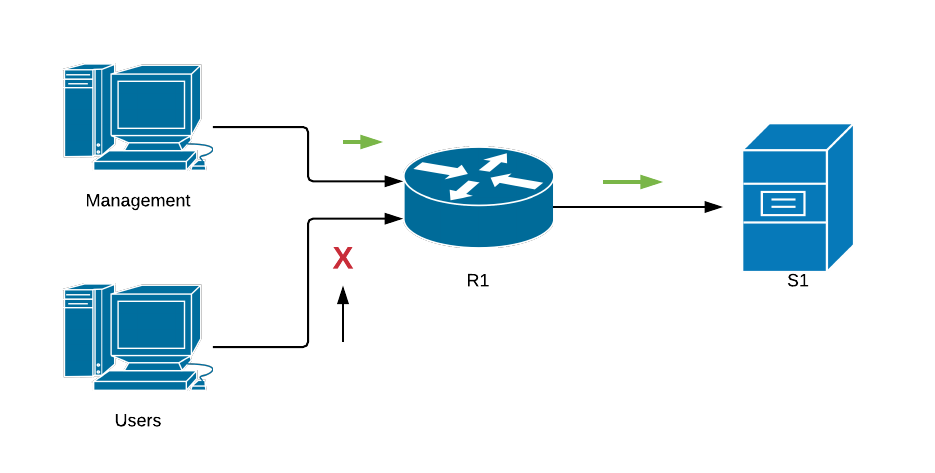 Management
X
R1
S1
Users